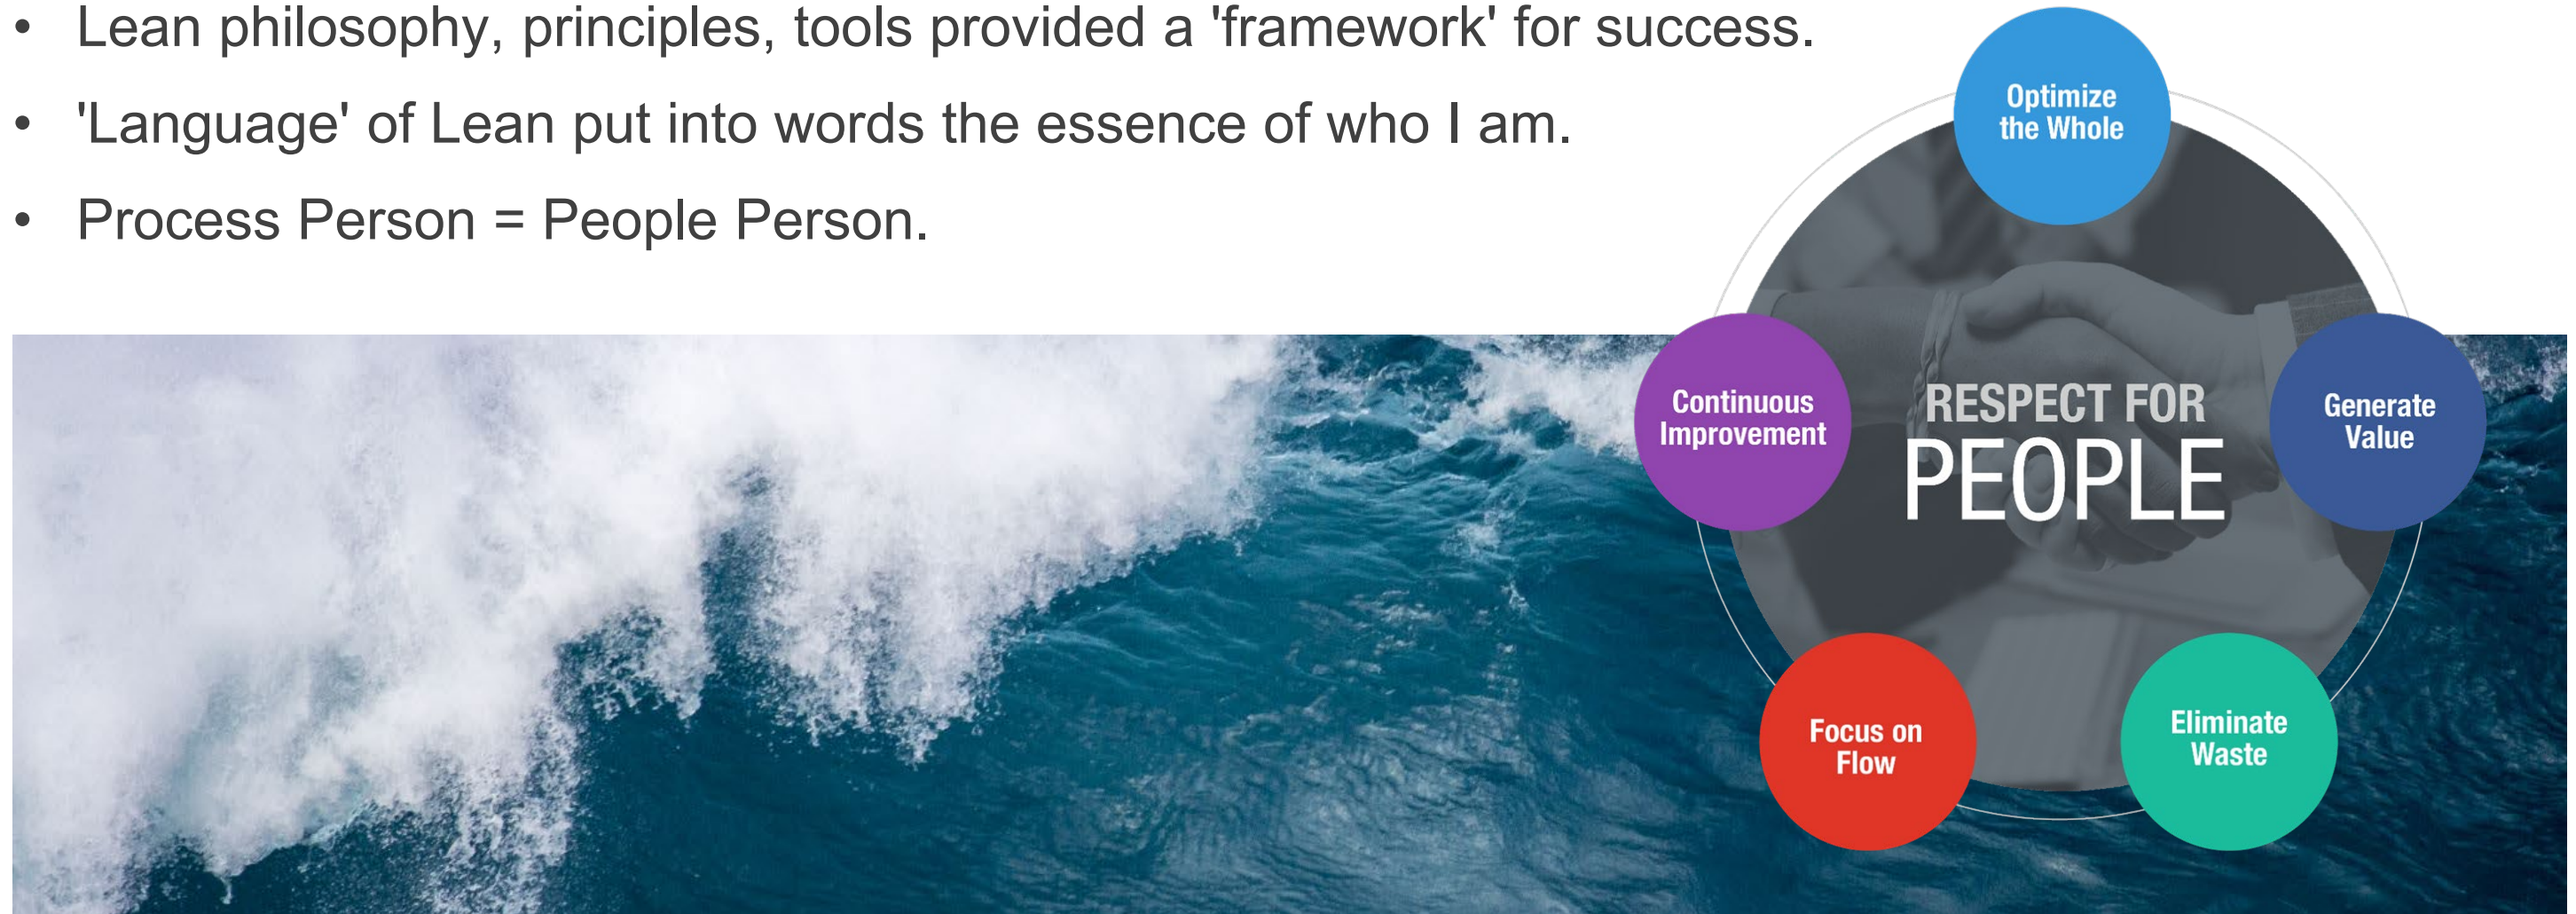 • Lean philosophy, principles, tools provided a 'framework' for success.
• 'Language' of Lean put into words the essence of who I am.
• Process Person = People Person.
Optimize
the Whole
Continuous
Improvement
RESPECT FOR
PEOPLE
Generate
Value
Focus on
Flow
Eliminate
Waste